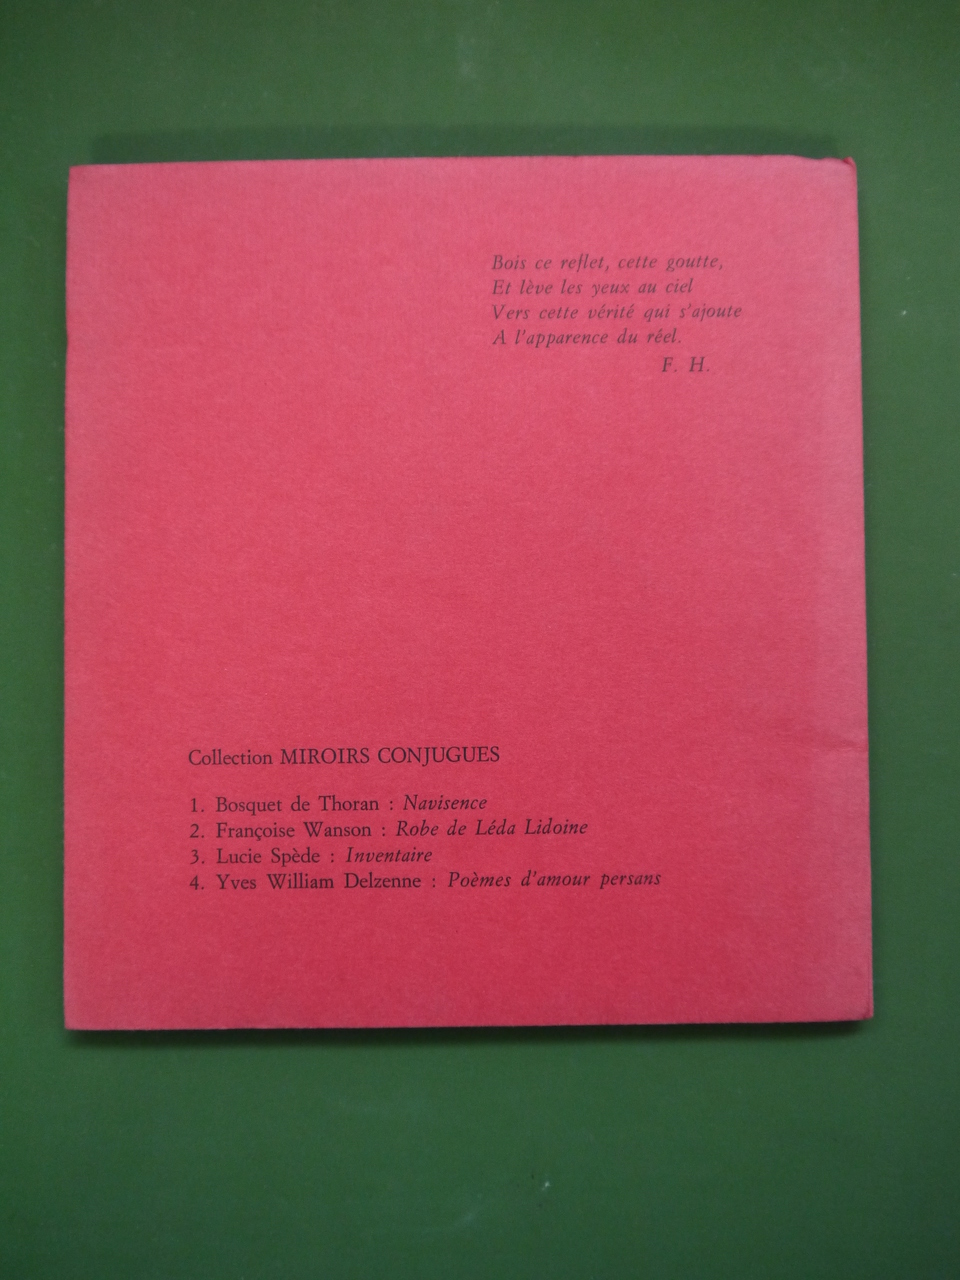 Bois ce reflet, cette goutte,
Et lève les yeux au ciel
Vers cette vérité qui s'ajoute
A l'apparence du réel.
F. H.
Collection MIROIRS CONJUGUES
1. Bosquet de Thoran : Navisence
2. Françoise Wanson : Robe de Léda Lidoine
3. Lucie Spède : Inventaire
4. Yves William Delzenne : Poèmes d'amour persans